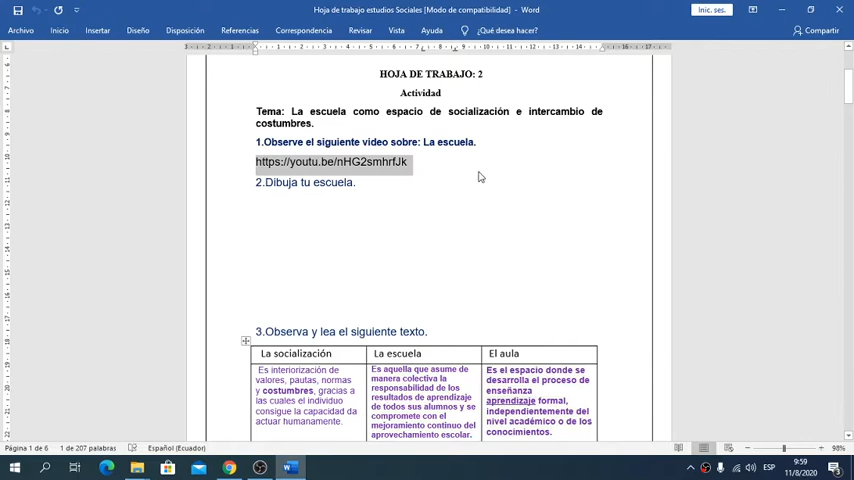 Hoja de trabajo estudios Sociales [Modo de compatibilidad] - Word
Inic. ses.
Archivo Inicio Insertar Diseño Disposición Referencias Correspondencia Revisar Vista Ayuda ¿Qué desea hacer? Compartir
HOJA DE TRABAJO: 2
Actividad
Tema: La escuela como espacio de socialización e intercambio de
costumbres.
1.Observe el siguiente video sobre: La escuela.
https://youtu.be/nHG2smhrfJk
2.Dibuja tu escuela.
3.Observa y lea el siguiente texto.
La socialización
Es interiorización de
valores, pautas, normas
y costumbres, gracias a
las cuales el individuo
consigue la capacidad da
actuar humanamente.
La escuela
Es aquella que asume de
manera colectiva la
responsabilidad de los
resultados de aprendizaje
de todos sus alumnos y se
compromete con el
mejoramiento continuo del
aprovechamiento escolar.
El aula
Es el espacio donde se
desarrolla el proceso de
enseñanza
aprendizaje formal,
independientemente del
nivel académico o de los
conocimientos.
Página 1 de 6 1 de 207 palabras Español (Ecuador) 98%
ESP
9:59
11/8/2020